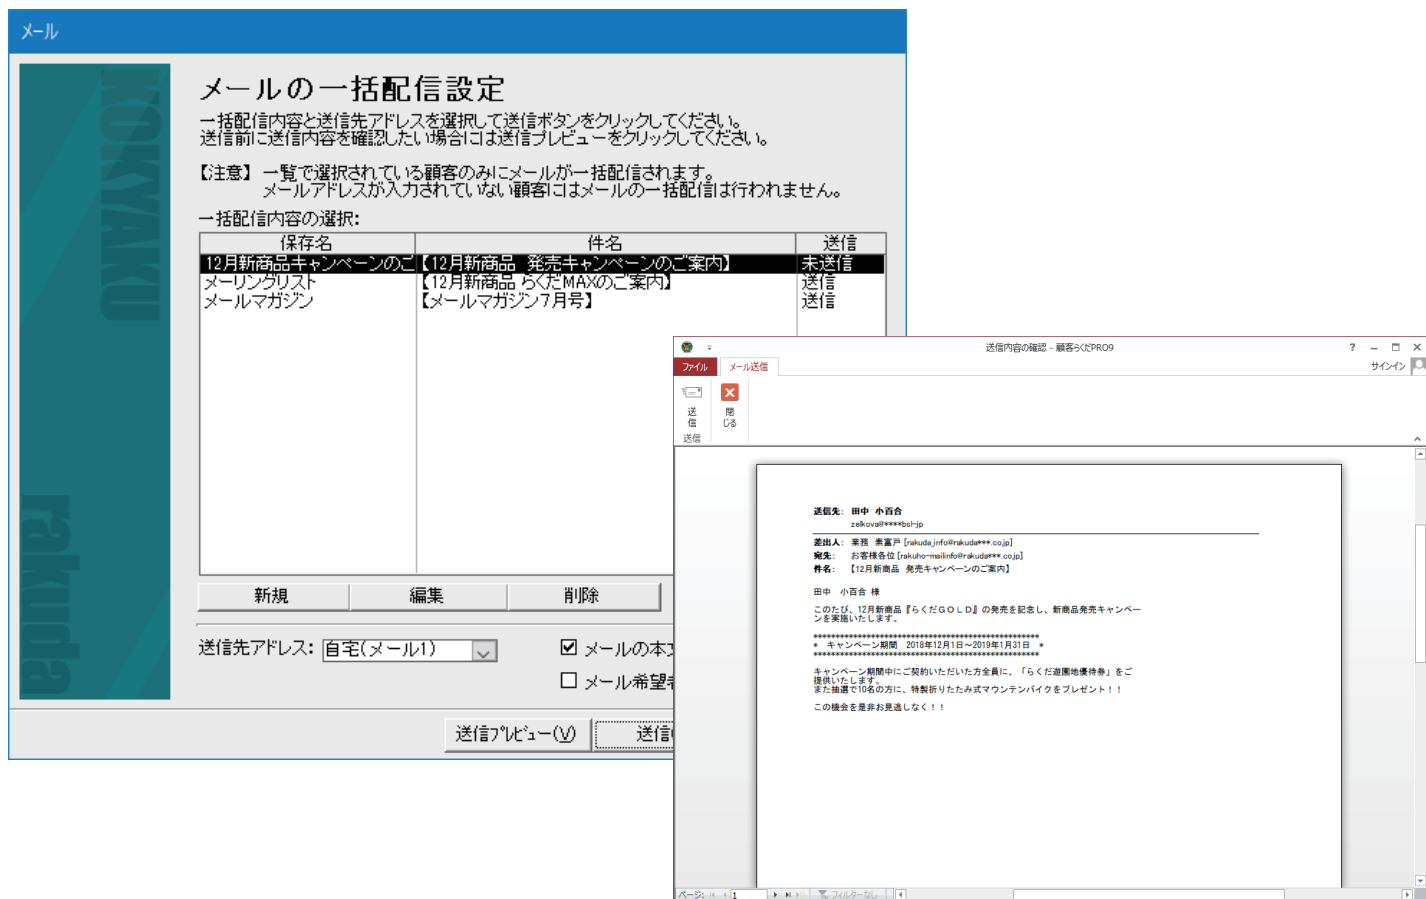 メール
KOKYAKU
rakuda
メールの一括配信設定
一括配信内容と送信先アドレスを選択して送信ボタンをクリックしてください。
送信前に送信内容を確認したい場合には送信プレビューをクリックしてください。
【注意】 一覧で選択されている顧客のみにメールが一括配信されます。
メールアドレスが入力されていない顧客にはメールの一括配信は行われません。
一括配信内容の選択:
保存名 件名 送信
12月新商品キャンペーンのご 【12月新商品 発売キャンペーンのご案内】 未送信
メーリングリスト 【12月新商品 らくだMAXのご案内】 送信
メールマガジン 【メールマガジン7月号】 送信
新規 編集 削除
送信先アドレス: 自宅(メール1) メールの本文
メール希望者
送信プレビュー(V) 送信(
送信内容の確認 - 顧客らくだPRO9
ファイル メール送信 サインイン
送信
閉じる
送信
送信先: 田中 小百合
zelkova@****bsl-jp
差出人: 業務 素富戸 [rakuda_info@rakuda***.co.jp]
宛先: お客様各位 [rakuho-mailinfo@rakuda***.co.jp]
件名: 【12月新商品 発売キャンペーンのご案内】
田中 小百合 様
このたび、12月新商品『らくだGOLD』の発売を記念し、新商品発売キャンペー
ンを実施いたします。
***************************************************
* キャンペーン期間 2018年12月1日~2019年1月31日 *
***************************************************
キャンペーン期間中にご契約いただいた方全員に、「らくだ遊園地優待券」をご
提供いたします。
また抽選で10名の方に、特製折りたたみ式マウンテンバイクをプレゼント!!
この機会を是非お見逃しなく!!
ページ: 1 フィルターなし